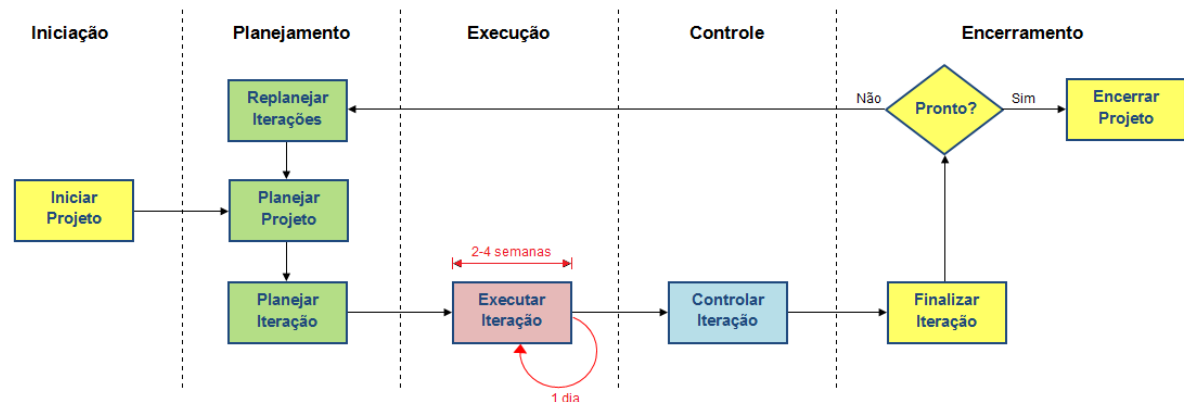 Iniciação
Planejamento
Execução
Controle
Encerramento
Replanejar
Iterações
Não
Pronto?
Sim
Encerrar
Projeto
Iniciar
Projeto
Planejar
Projeto
2-4 semanas
Planejar
Iteração
Executar
Iteração
Controlar
Iteração
Finalizar
Iteração
1 dia